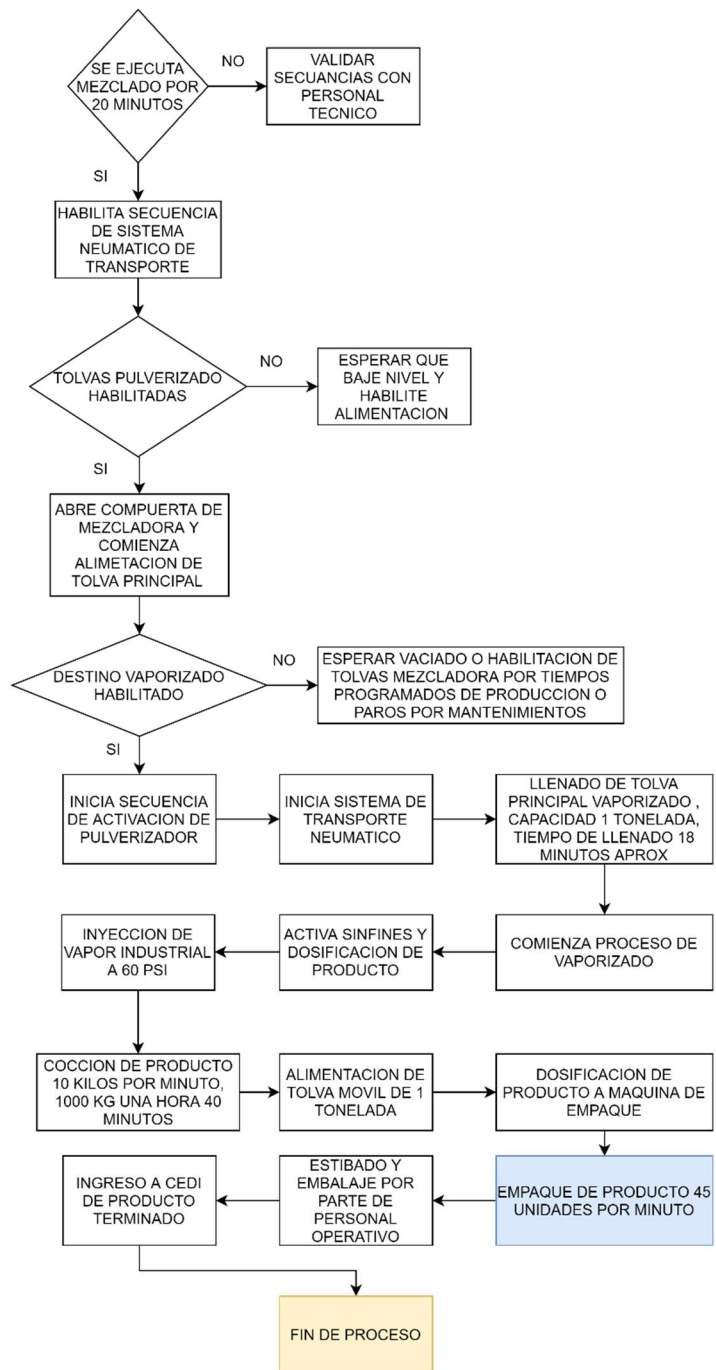 SE EJECUTA
MEZCLADO POR
20 MINUTOS
NO
VALIDAR
SECUANCIAS CON
PERSONAL
TECNICO
SI
HABILITA SECUENCIA
DE SISTEMA
NEUMATICO DE
TRANSPORTE
TOLVAS PULVERIZADO
HABILITADAS
NO
ESPERAR QUE
BAJE NIVEL Y
HABILITE
ALIMENTACION
SI
ABRE COMPUERTA DE
MEZCLADORA Y
COMIENZA
ALIMETACION DE
TOLVA PRINCIPAL
DESTINO VAPORIZADO
HABILITADO
NO
ESPERAR VACIADO O HABILITACION DE
TOLVAS MEZCLADORA POR TIEMPOS
PROGRAMADOS DE PRODUCCION O
PAROS POR MANTENIMIENTOS
SI
INICIA SECUENCIA
DE ACTIVACION DE
PULVERIZADOR
INICIA SISTEMA DE
TRANSPORTE
NEUMATICO
LLENADO DE TOLVA
PRINCIPAL VAPORIZADO ,
CAPACIDAD 1 TONELADA,
TIEMPO DE LLENADO 18
MINUTOS APROX
COMIENZA PROCESO DE
VAPORIZADO
ACTIVA SINFINES Y
DOSIFICACION DE
PRODUCTO
INYECCION DE
VAPOR INDUSTRIAL
A 60 PSI
COCCION DE PRODUCTO
10 KILOS POR MINUTO,
1000 KG UNA HORA 40
MINUTOS
ALIMENTACION DE
TOLVA MOVIL DE 1
TONELADA
DOSIFICACION DE
PRODUCTO A MAQUINA DE
EMPAQUE
EMPAQUE DE PRODUCTO 45
UNIDADES POR MINUTO
ESTIBADO Y
EMBALAJE POR
PARTE DE
PERSONAL
OPERATIVO
INGRESO A CEDI
DE PRODUCTO
TERMINADO
FIN DE PROCESO